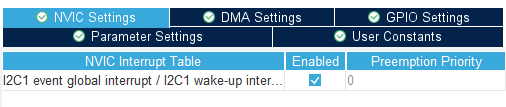 NVIC Settings DMA Settings GPIO Settings
Parameter Settings User Constants
NVIC Interrupt Table Enabled Preemption Priority
I2C1 event global interrupt / I2C1 wake-up inter... 0